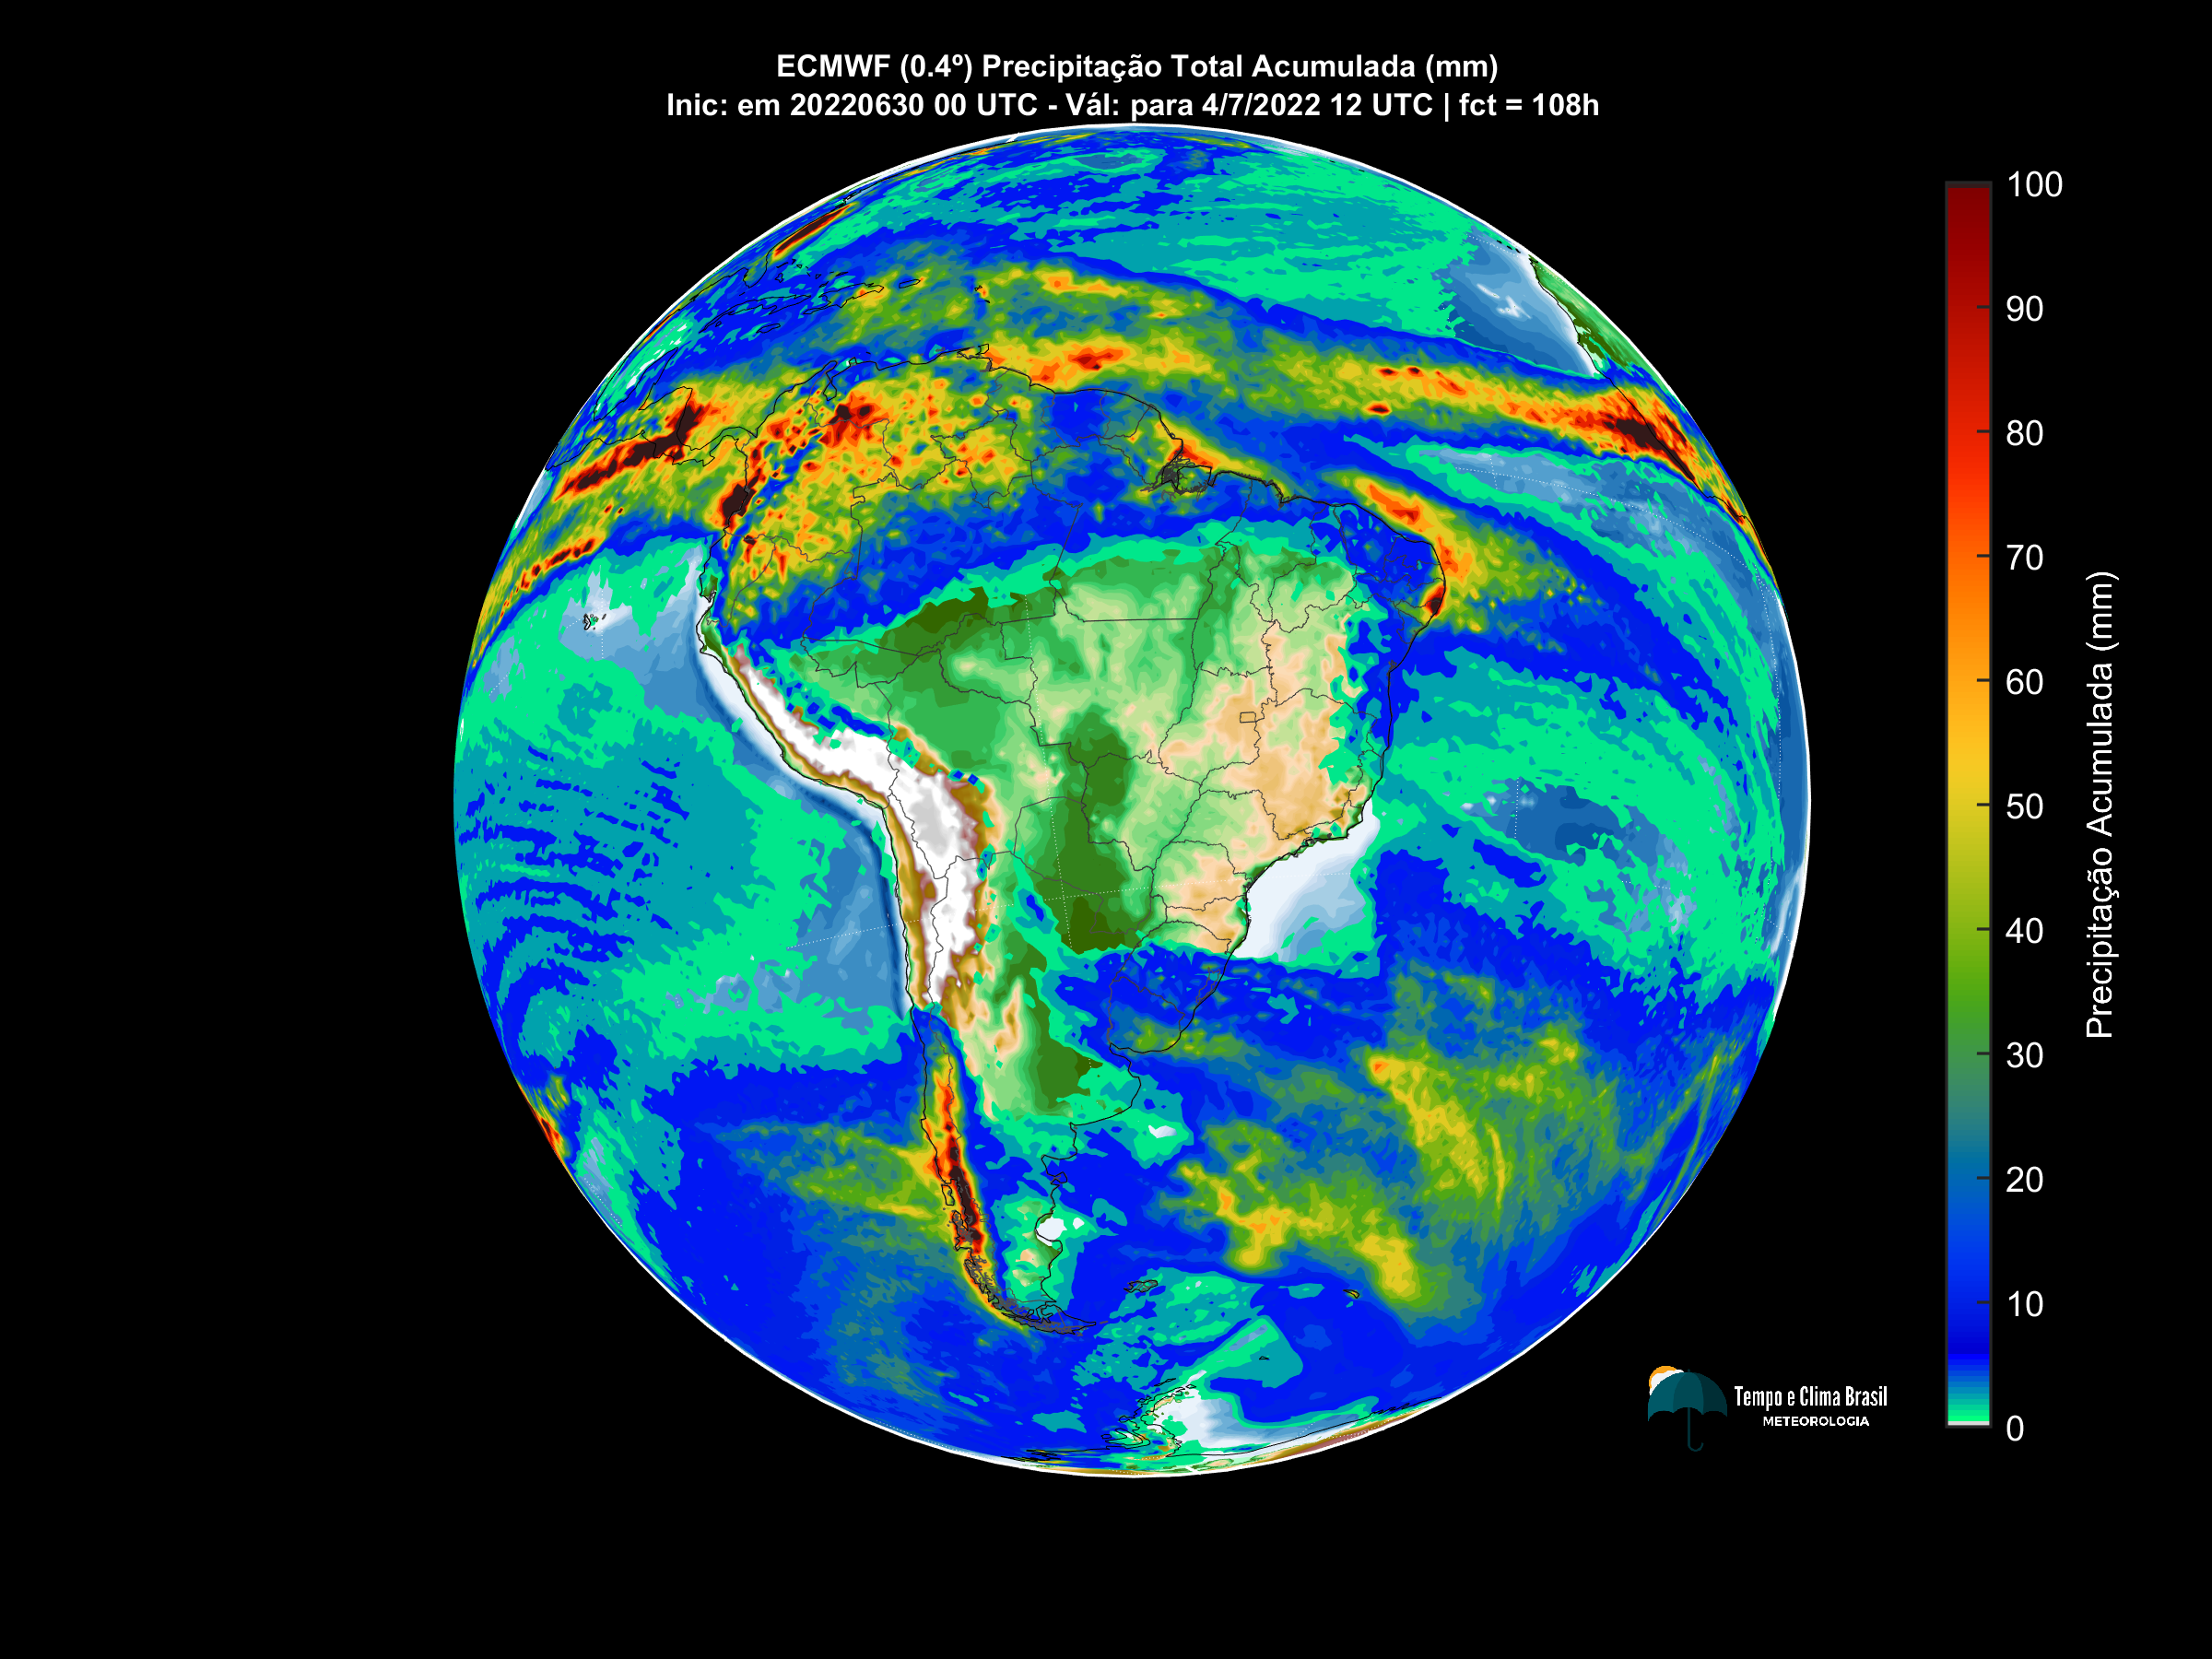 ECMWF (0.4º) Precipitação Total Acumulada (mm)
Inic: em 20220630 00 UTC - Vál: para 4/7/2022 12 UTC | fct = 108h
100
90
80
70
60
50
40
30
20
10
0
Precipitação Acumulada (mm)
Tempo e Clima Brasil
METEOROLOGIA